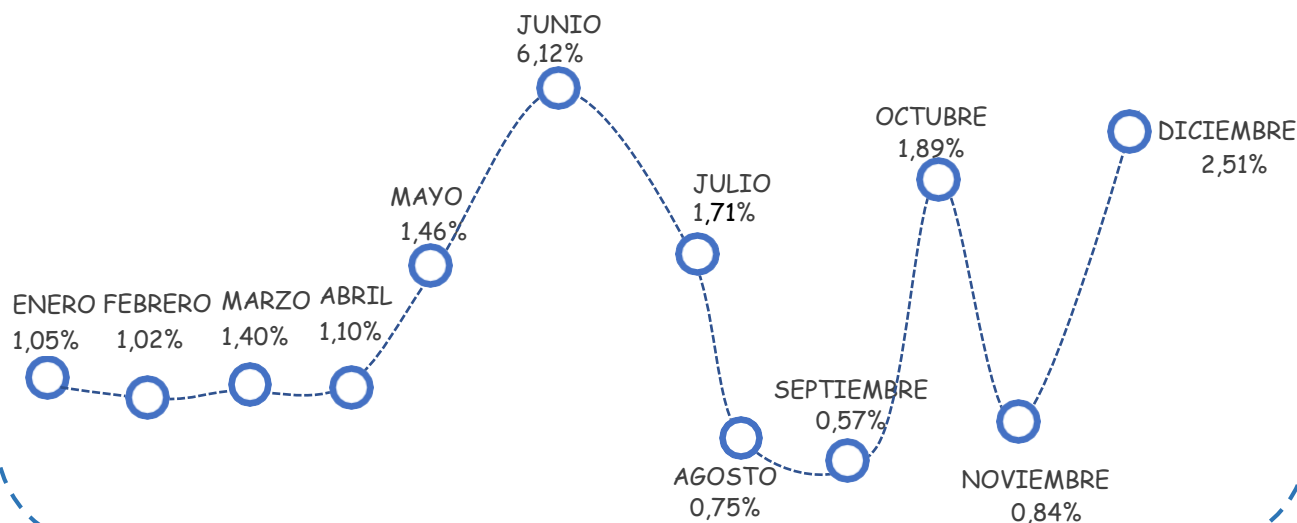 JUNIO
6,12%
OCTUBRE
1,89%
DICIEMBRE
2,51%
JULIO
1,71%
MAYO
1,46%
ENERO
1,05%
FEBRERO
1,02%
MARZO
1,40%
ABRIL
1,10%
SEPTIEMBRE
0,57%
AGOSTO
0,75%
NOVIEMBRE
0,84%